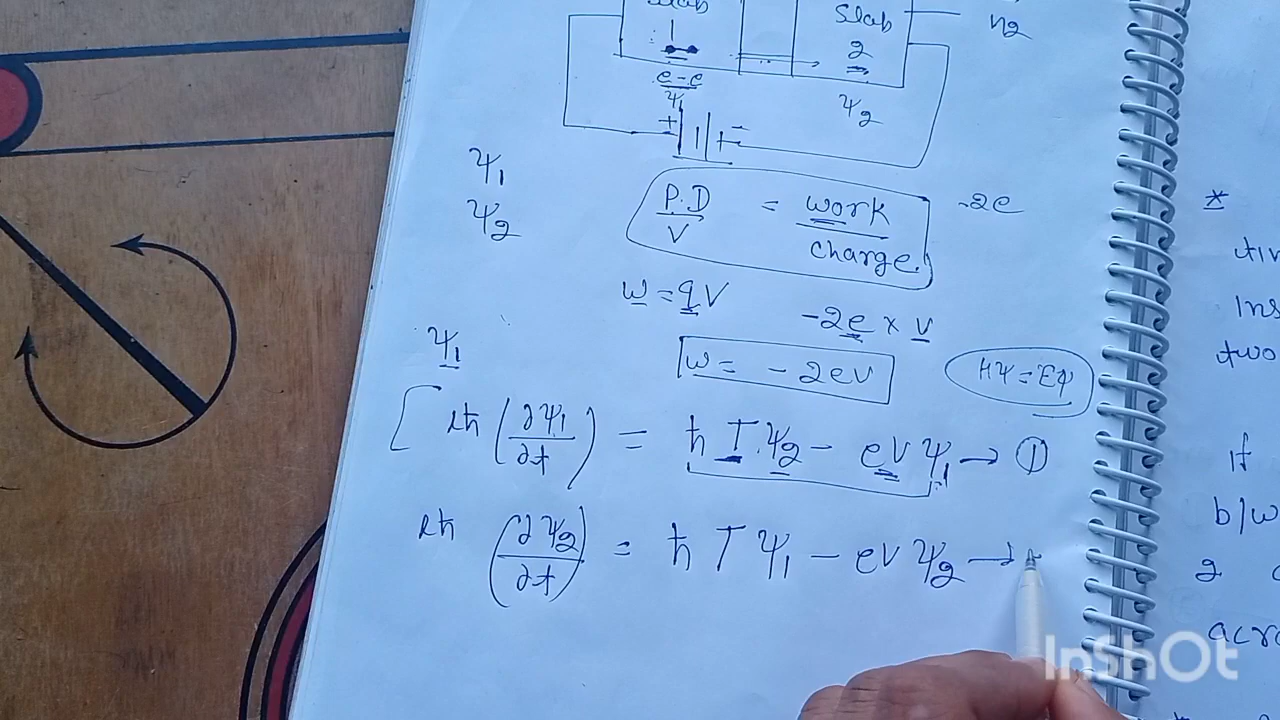 slab
1
Slab
2
n2
e-e
ψ1
ψ2
+ -
ψ1
ψ2
P.D
V
= work
charge
-2e
w = qV
-2e × v
ψ1
w = -2eV
Hψ = Eψ
iħ (∂ψ1/∂t) = ħ T.ψ2 - eV ψ1 → ①
iħ (∂ψ2/∂t) = ħ T ψ1 - eV ψ2 →
*
Ins
two
If
b/w
2
acro
InShOt